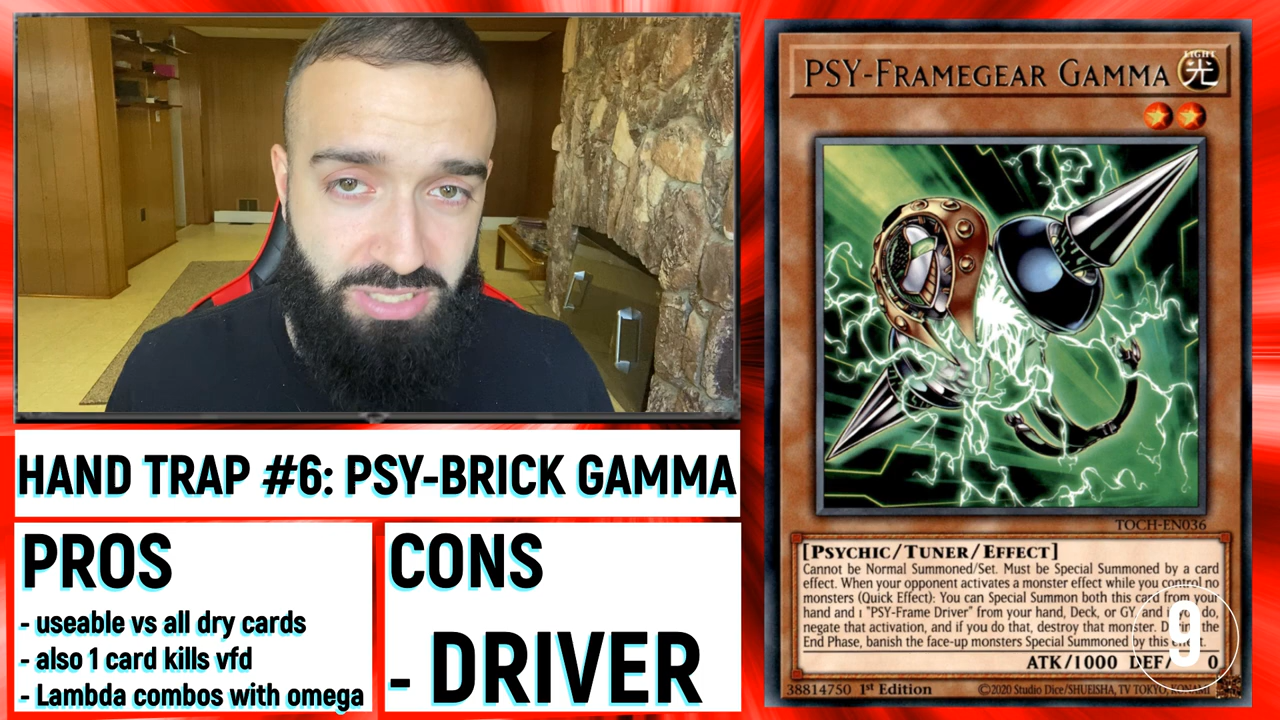 HAND TRAP #6: PSY-BRICK GAMMA
PROS
- useable vs all dry cards
- also 1 card kills vfd
- Lambda combos with omega
CONS
- DRIVER
PSY-FRAMEGEAR GAMMA
LIGHT
光
TOCH-EN036
[PSYCHIC/TUNER/EFFECT]
Cannot be Normal Summoned/Set. Must be Special Summoned by a card
effect. When your opponent activates a monster effect while you control no
monsters (Quick Effect): You can Special Summon both this card from your
hand and 1 "PSY-Frame Driver" from your hand, Deck, or GY, and if you do,
negate that activation, and if you do that, destroy that monster. During the
End Phase, banish the face-up monsters Special Summoned by this effect.
9
ATK/1000 DEF/ 0
38814750 1st Edition ©2020 Studio Dice/SHUEISHA, TV TOKYO, KONAMI